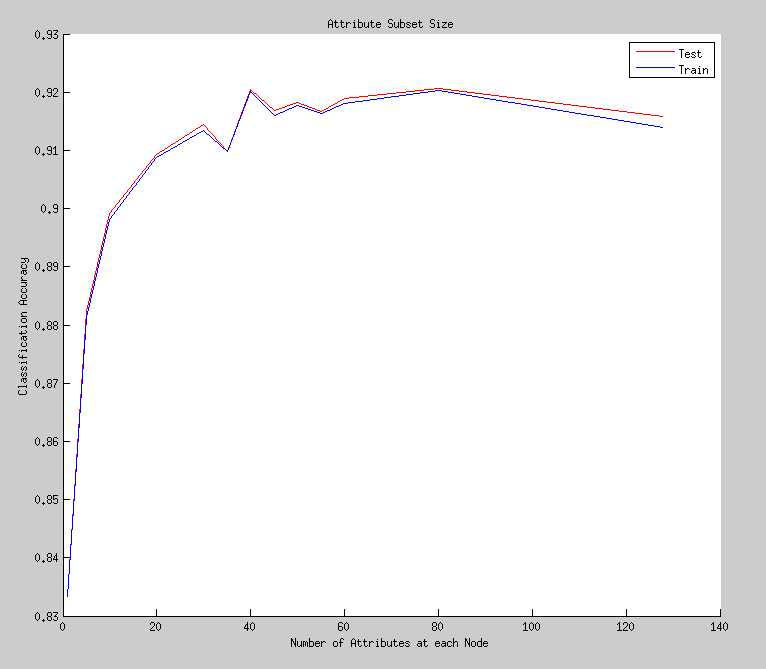 Attribute Subset Size
0.93
0.92
0.91
0.9
0.89
0.88
0.87
0.86
0.85
0.84
0.83
Classification Accuracy
Test
Train
0 20 40 60 80 100 120 140
Number of Attributes at each Node